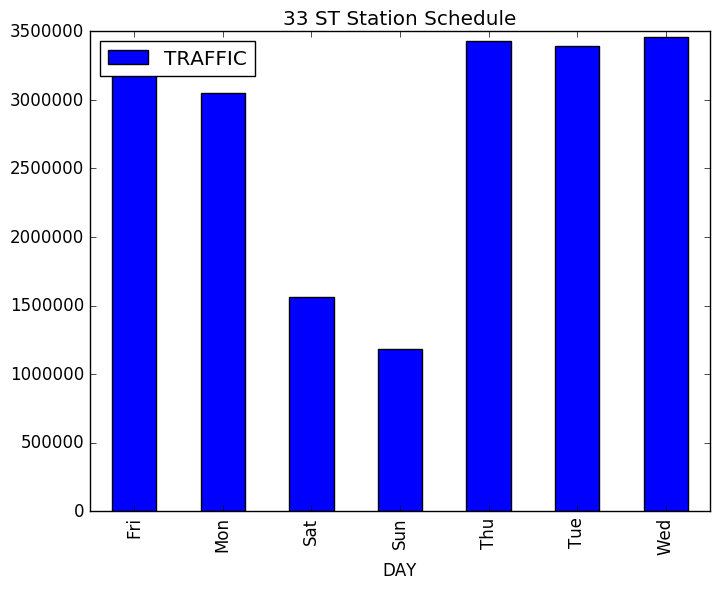 33 ST Station Schedule
TRAFFIC
3500000
3000000
2500000
2000000
1500000
1000000
500000
0
Fri
Mon
Sat
Sun
Thu
Tue
Wed
DAY